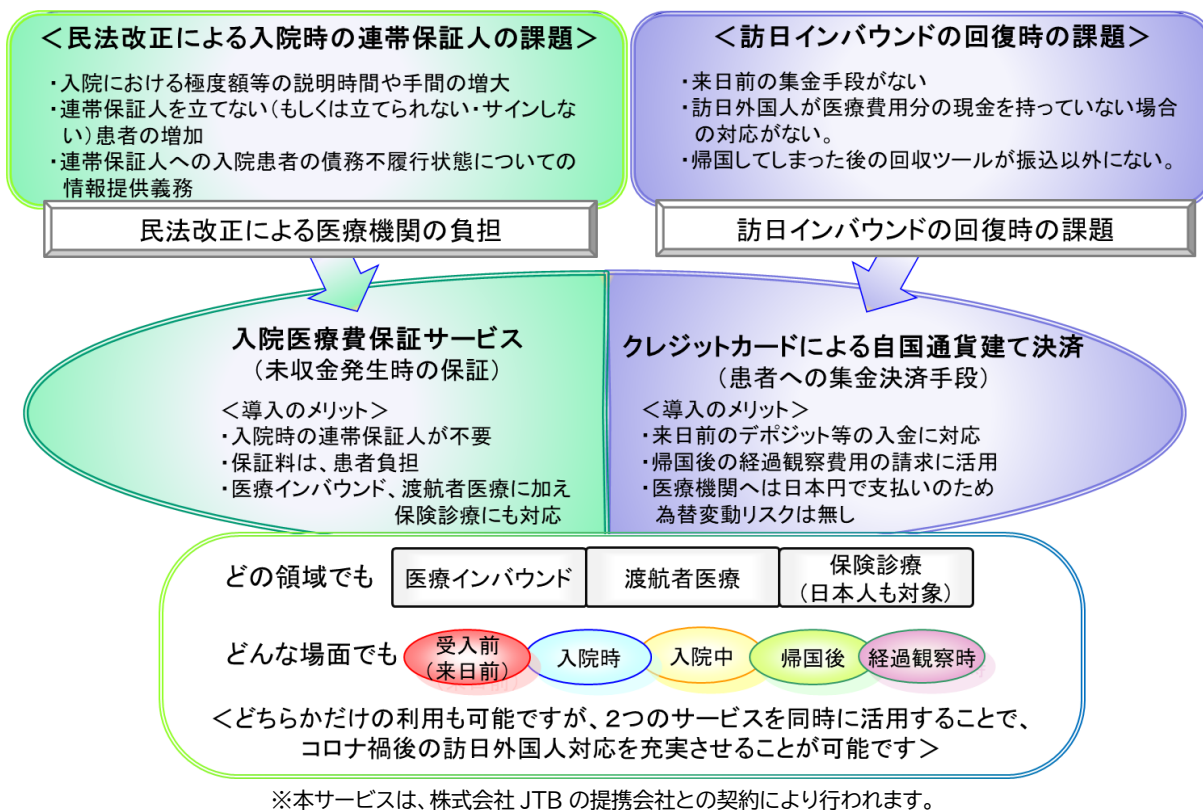 ＜民法改正による入院時の連帯保証人の課題＞
・入院における極度額等の説明時間や手間の増大
・連帯保証人を立てない（もしくは立てられない・サインしな
い）患者の増加
・連帯保証人への入院患者の債務不履行状態についての
情報提供義務
民法改正による医療機関の負担
＜訪日インバウンドの回復時の課題＞
・来日前の集金手段がない
・訪日外国人が医療費用分の現金を持っていない場合
の対応がない。
・帰国してしまった後の回収ツールが振込以外にない。
訪日インバウンドの回復時の課題
入院医療費保証サービス
（未収金発生時の保証）
＜導入のメリット＞
・入院時の連帯保証人が不要
・保証料は、患者負担
・医療インバウンド、渡航者医療に加え
保険診療にも対応
クレジットカードによる自国通貨建て決済
（患者への集金決済手段）
＜導入のメリット＞
・来日前のデポジット等の入金に対応
・帰国後の経過観察費用の請求に活用
・医療機関へは日本円で支払いのため
為替変動リスクは無し
どの領域でも
医療インバウンド
渡航者医療
保険診療
（日本人も対象）
どんな場面でも
受入前
（来日前）
入院時
入院中
帰国後
経過観察時
＜どちらかだけの利用も可能ですが、２つのサービスを同時に活用することで、
コロナ禍後の訪日外国人対応を充実させることが可能です＞
※本サービスは、株式会社 JTB の提携会社との契約により行われます。